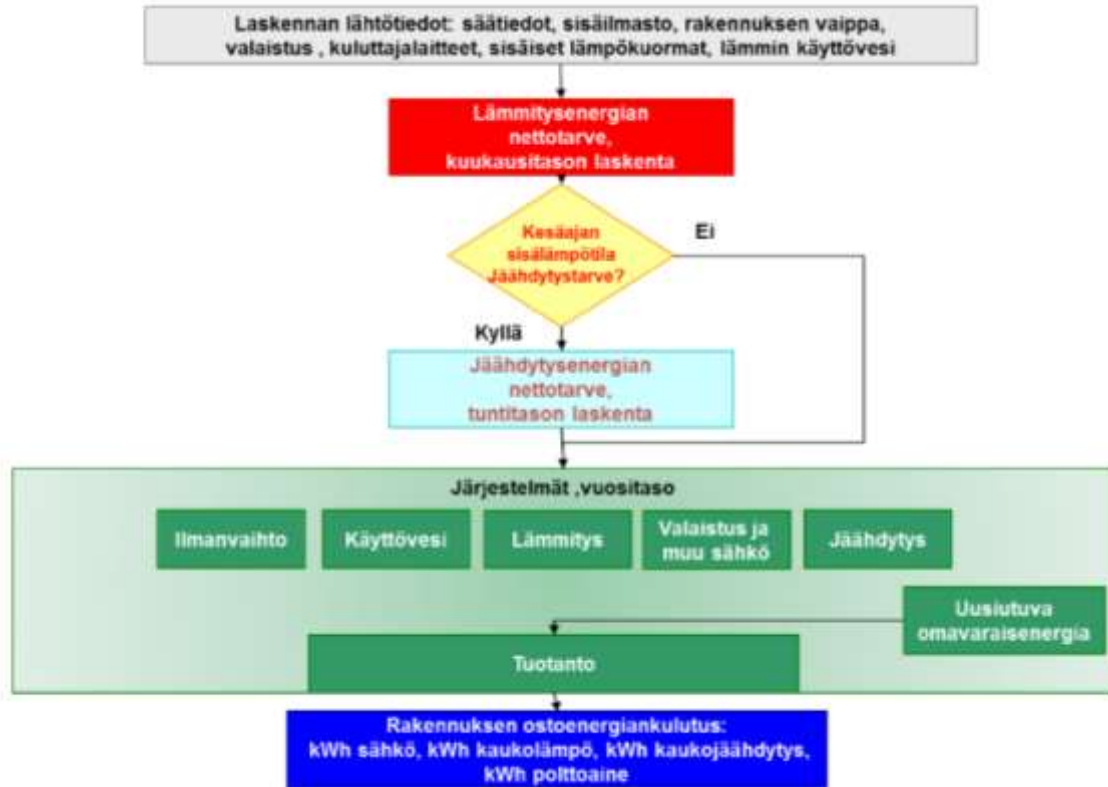 Laskennan lähtötiedot: säätiedot, sisäilmasto, rakennuksen vaippa,
valaistus , kuluttajalaitteet, sisäiset lämpökuormat, lämmin käyttövesi
Lämmitysenergian
nettotarve,
kuukausitason laskenta
Kesäajan
sisälämpötila
Jäähdytystarve?
Ei
Kyllä
Jäähdytysenergian
nettotarve,
tuntitason laskenta
Järjestelmät ,vuositaso
Ilmanvaihto
Käyttövesi
Lämmitys
Valaistus ja
muu sähkö
Jäähdytys
Uusiutuva
omavaraisenergia
Tuotanto
Rakennuksen ostoenergiankulutus:
kWh sähkö, kWh kaukolämpö, kWh kaukojäähdytys,
kWh polttoaine